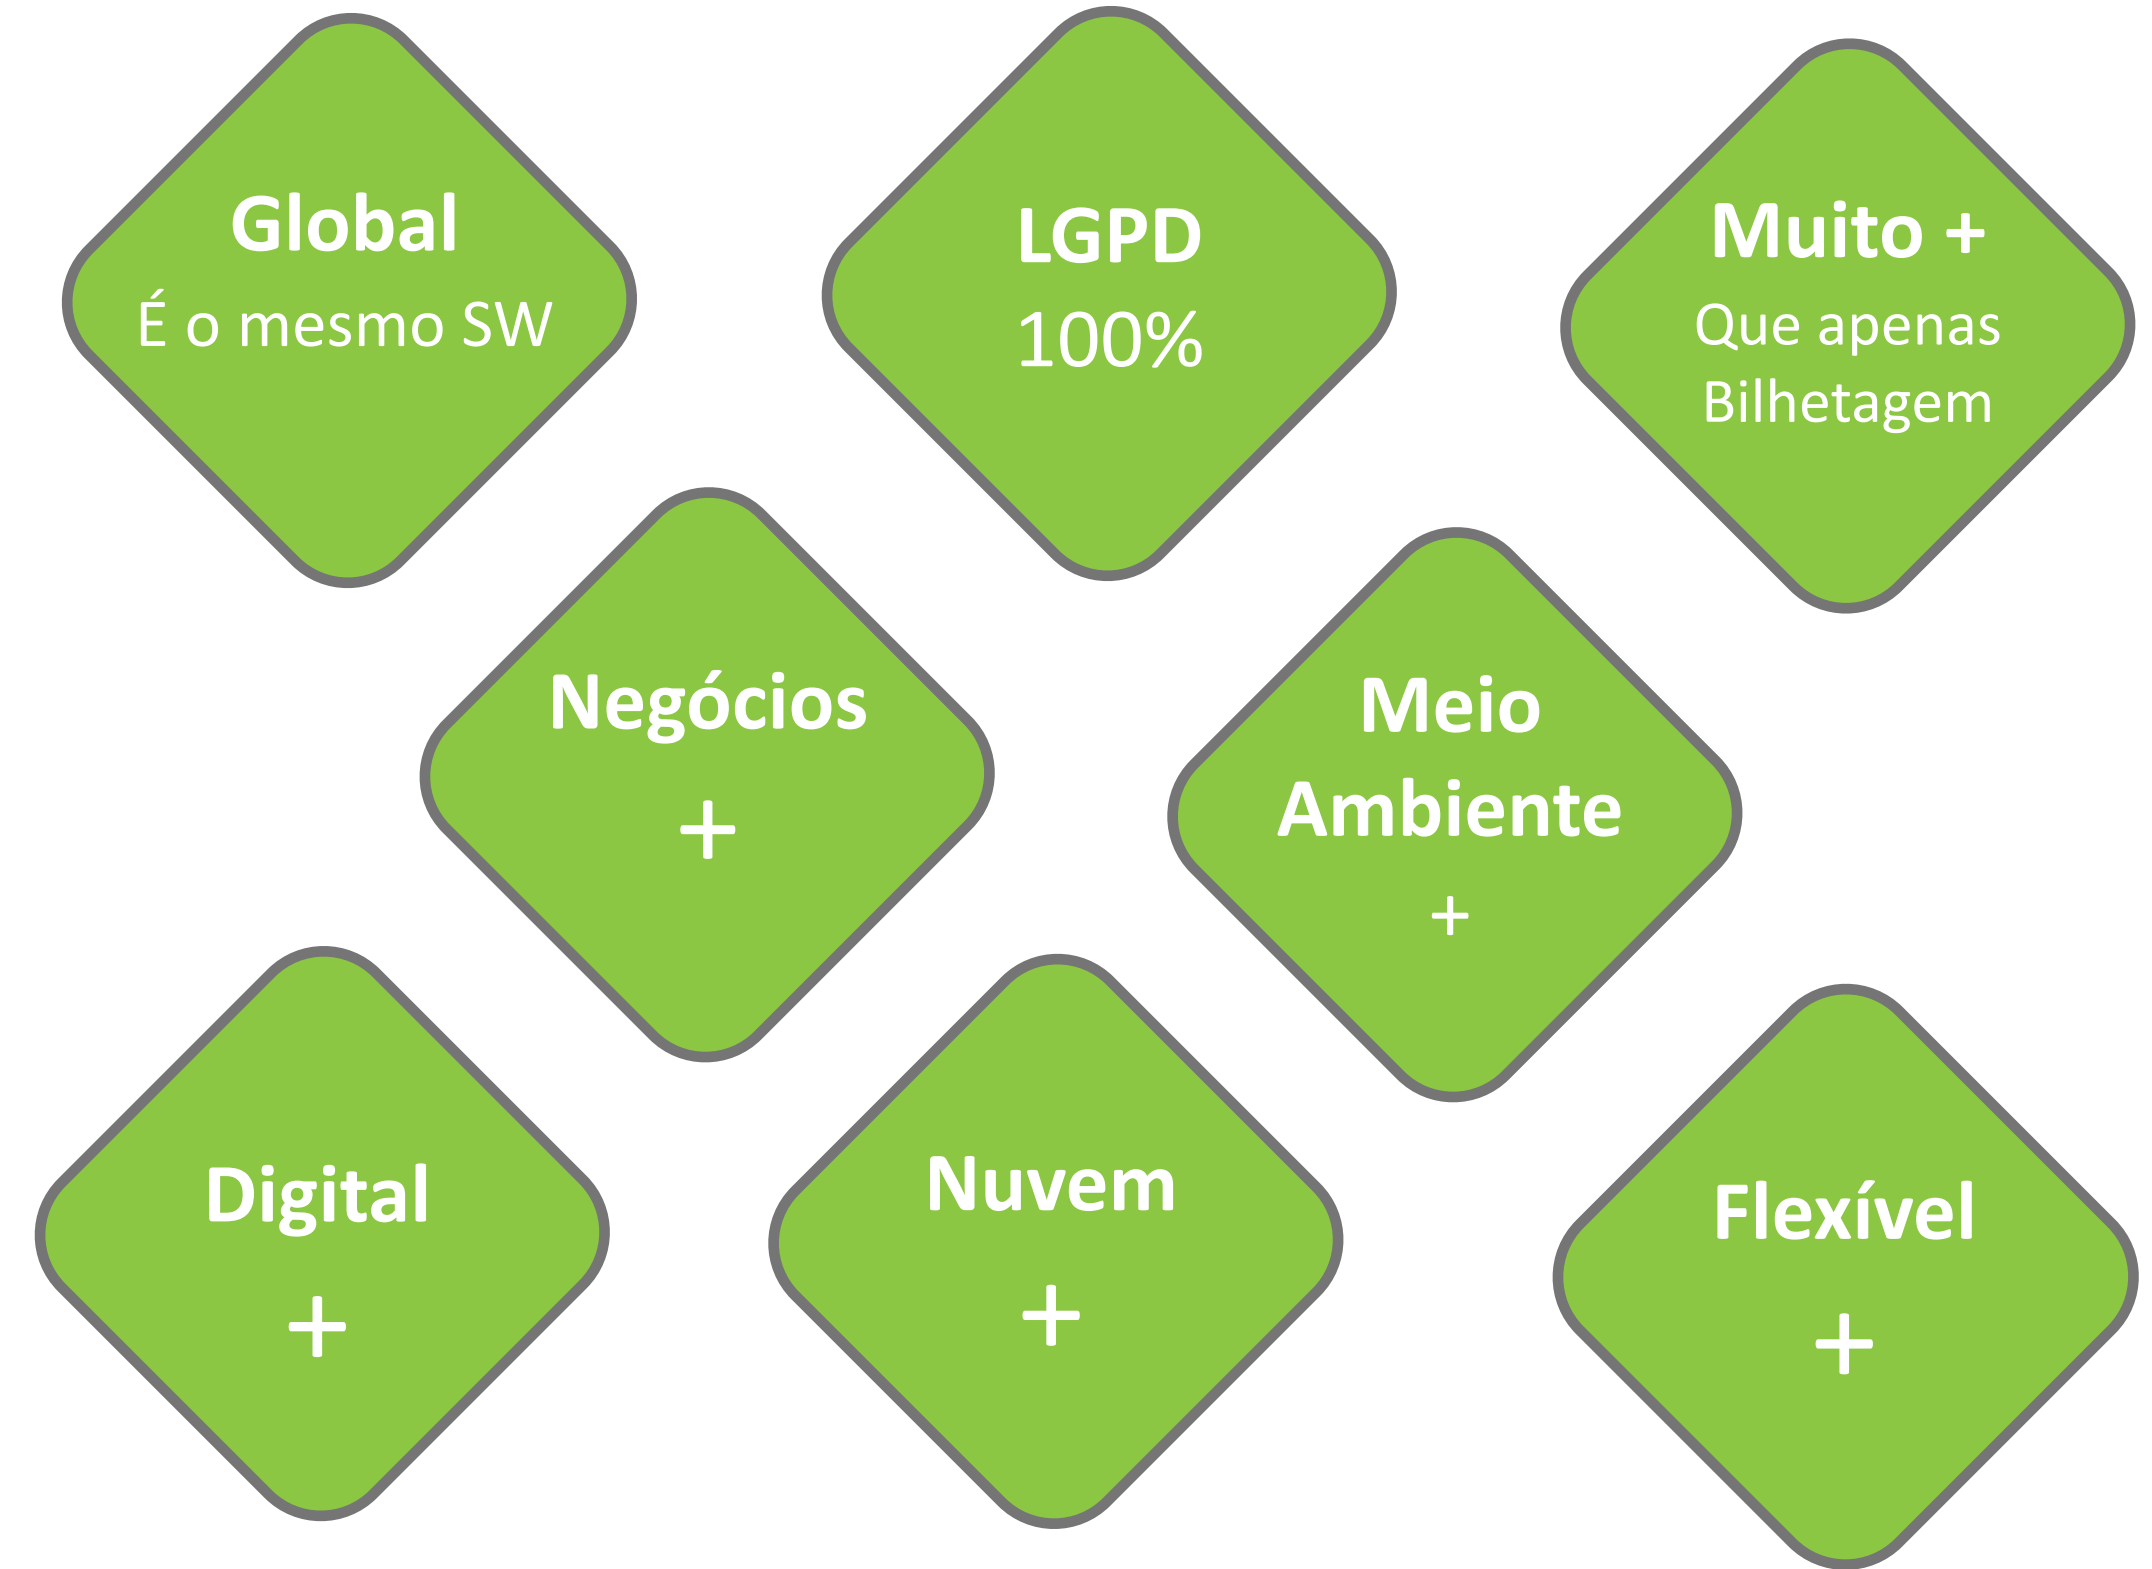 Global
É o mesmo SW
LGPD
100%
Muito +
Que apenas
Bilhetagem
Negócios
+
Meio
Ambiente
+
Digital
+
Nuvem
+
Flexível
+